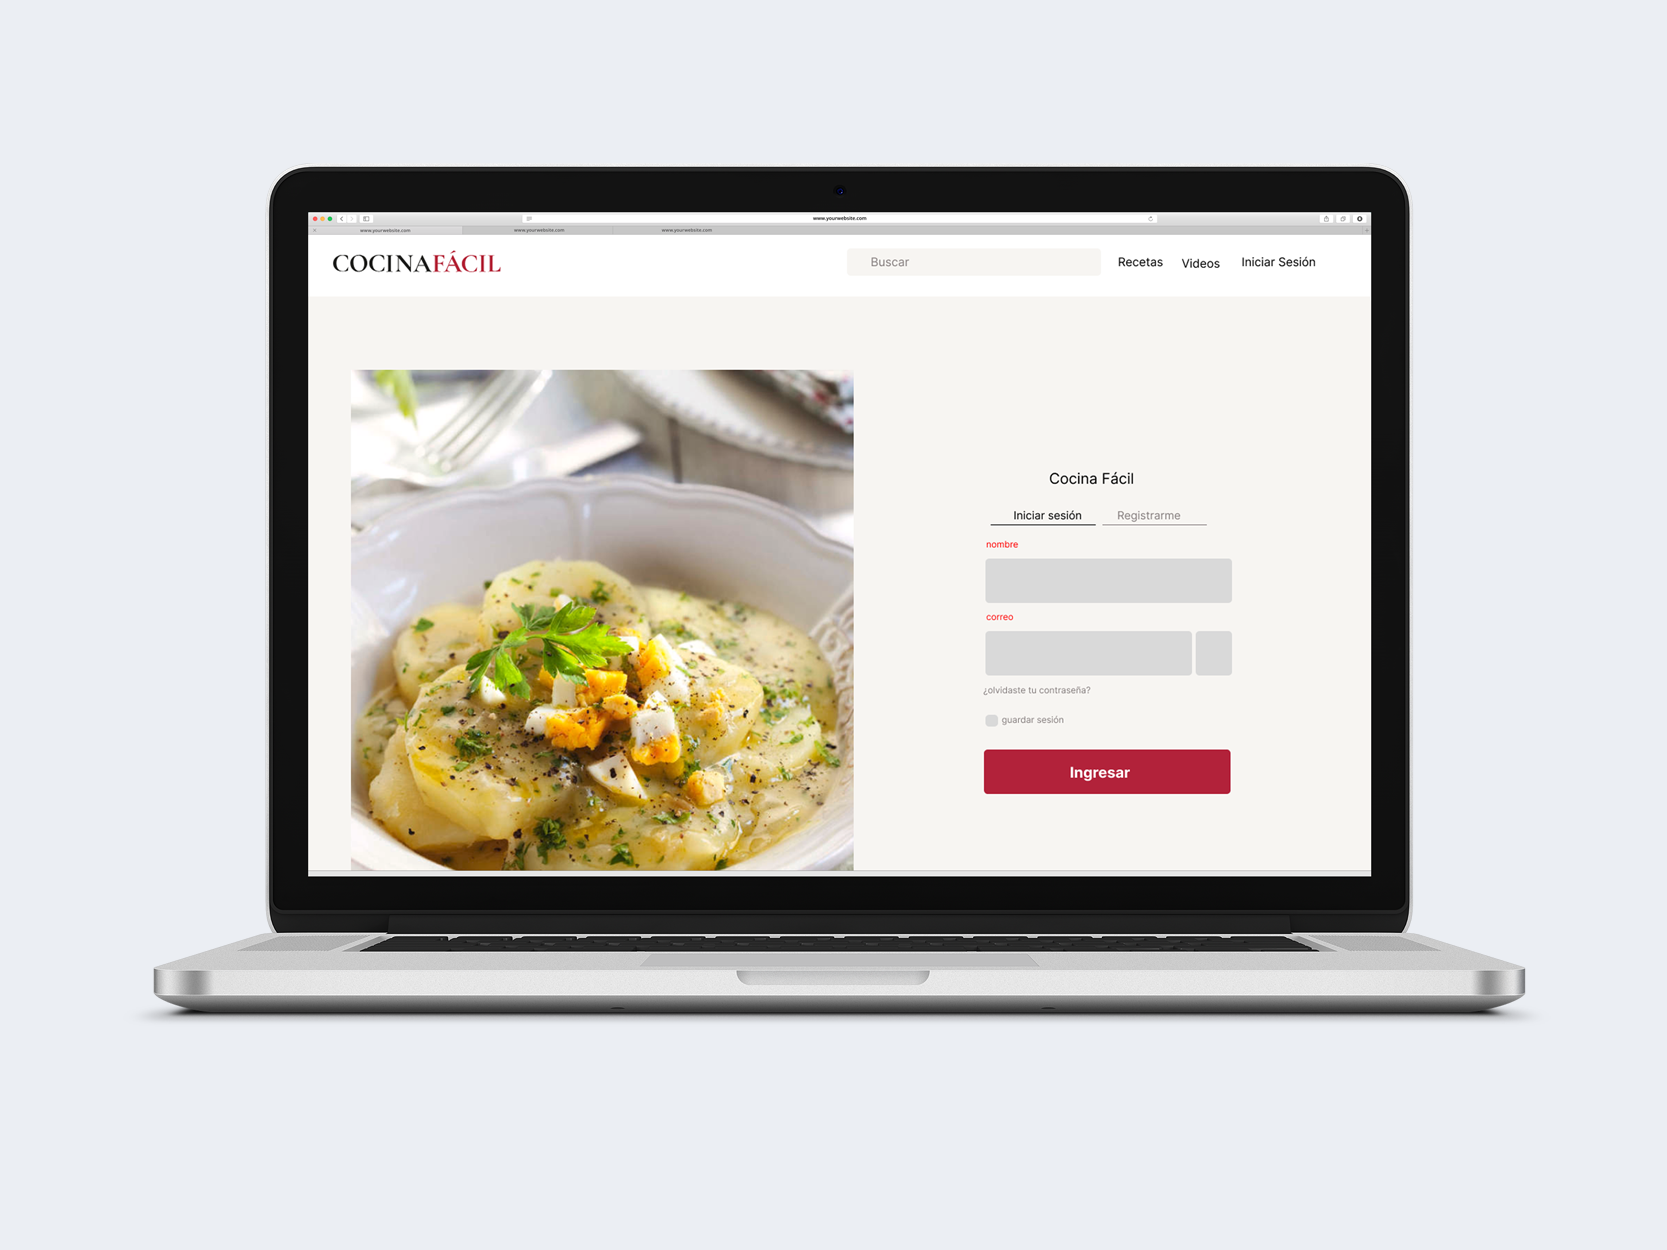 www.yourwebsite.com
www.yourwebsite.com www.yourwebsite.com www.yourwebsite.com
COCINAFÁCIL
Buscar
Recetas Videos Iniciar Sesión
Cocina Fácil
Iniciar sesión Registrarme
nombre
correo
¿olvidaste tu contraseña?
guardar sesión
Ingresar